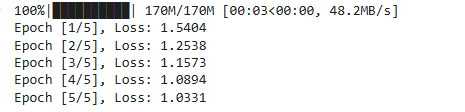 100%|██████████| 170M/170M [00:03<00:00, 48.2MB/s]
Epoch [1/5], Loss: 1.5404
Epoch [2/5], Loss: 1.2538
Epoch [3/5], Loss: 1.1573
Epoch [4/5], Loss: 1.0894
Epoch [5/5], Loss: 1.0331